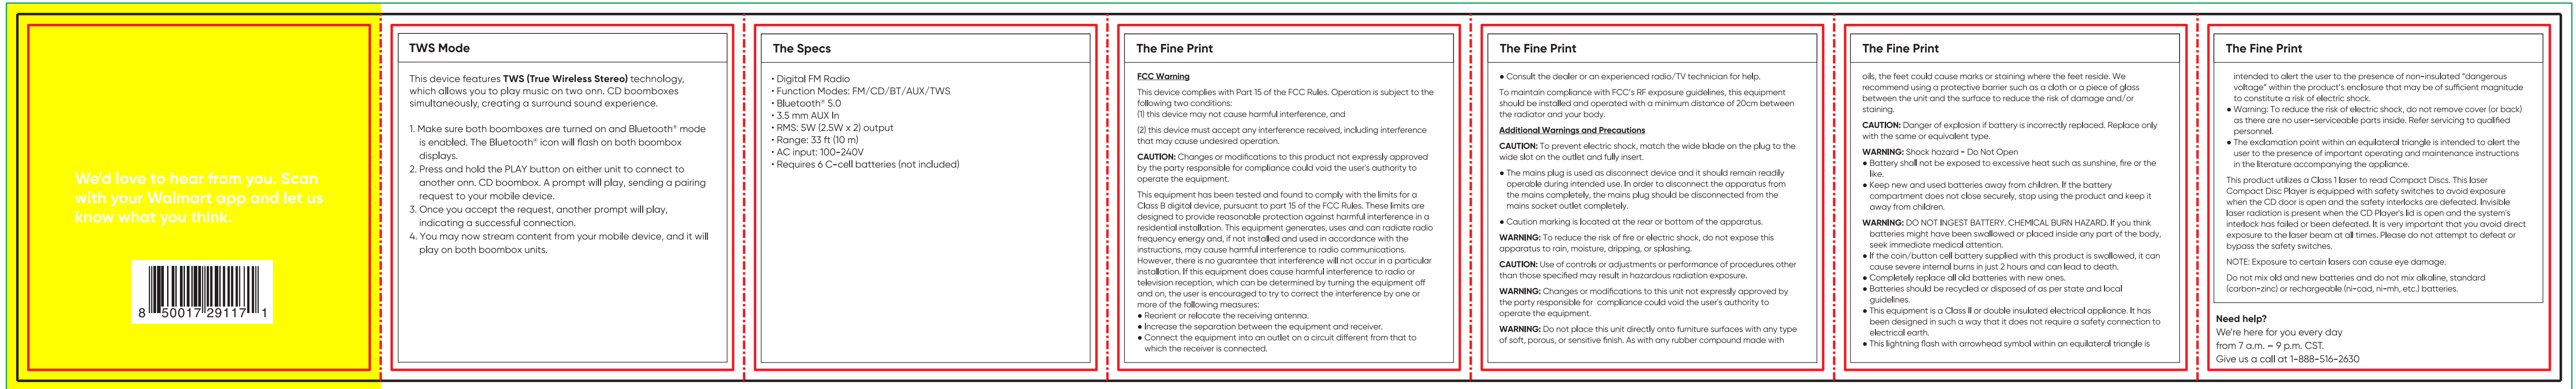 We'd love to hear from you. Scan
with your Walmart app and let us
know what you think.
8 50017 29117 1
TWS Mode
This device features TWS (True Wireless Stereo) technology,
which allows you to play music on two onn. CD boomboxes
simultaneously, creating a surround sound experience.
1. Make sure both boomboxes are turned on and Bluetooth® mode
is enabled. The Bluetooth® icon will flash on both boombox
displays.
2. Press and hold the PLAY button on either unit to connect to
another onn. CD boombox. A prompt will play, sending a pairing
request to your mobile device.
3. Once you accept the request, another prompt will play,
indicating a successful connection.
4. You may now stream content from your mobile device, and it will
play on both boombox units.
The Specs
• Digital FM Radio
• Function Modes: FM/CD/BT/AUX/TWS
• Bluetooth® 5.0
• 3.5 mm AUX In
• RMS: 5W (2.5W x 2) output
• Range: 33 ft (10 m)
• AC input: 100-240V
• Requires 6 C-cell batteries (not included)
The Fine Print
FCC Warning
This device complies with Part 15 of the FCC Rules. Operation is subject to the
following two conditions:
(1) this device may not cause harmful interference, and
(2) this device must accept any interference received, including interference
that may cause undesired operation.
CAUTION: Changes or modifications to this product not expressly approved
by the party responsible for compliance could void the user's authority to
operate the equipment.
This equipment has been tested and found to comply with the limits for a
Class B digital device, pursuant to part 15 of the FCC Rules. These limits are
designed to provide reasonable protection against harmful interference in a
residential installation. This equipment generates, uses and can radiate radio
frequency energy and, if not installed and used in accordance with the
instructions, may cause harmful interference to radio communications.
However, there is no guarantee that interference will not occur in a particular
installation. If this equipment does cause harmful interference to radio or
television reception, which can be determined by turning the equipment off
and on, the user is encouraged to try to correct the interference by one or
more of the following measures:
● Reorient or relocate the receiving antenna.
● Increase the separation between the equipment and receiver.
● Connect the equipment into an outlet on a circuit different from that to
which the receiver is connected.
The Fine Print
● Consult the dealer or an experienced radio/TV technician for help.
To maintain compliance with FCC's RF exposure guidelines, this equipment
should be installed and operated with a minimum distance of 20cm between
the radiator and your body.
Additional Warnings and Precautions
CAUTION: To prevent electric shock, match the wide blade on the plug to the
wide slot on the outlet and fully insert.
● The mains plug is used as disconnect device and it should remain readily
operable during intended use. In order to disconnect the apparatus from
the mains completely, the mains plug should be disconnected from the
mains socket outlet completely.
● Caution marking is located at the rear or bottom of the apparatus.
WARNING: To reduce the risk of fire or electric shock, do not expose this
apparatus to rain, moisture, dripping, or splashing.
CAUTION: Use of controls or adjustments or performance of procedures other
than those specified may result in hazardous radiation exposure.
WARNING: Changes or modifications to this unit not expressly approved by
the party responsible for compliance could void the user's authority to
operate the equipment.
WARNING: Do not place this unit directly onto furniture surfaces with any type
of soft, porous, or sensitive finish. As with any rubber compound made with
The Fine Print
oils, the feet could cause marks or staining where the feet reside. We
recommend using a protective barrier such as a cloth or a piece of glass
between the unit and the surface to reduce the risk of damage and/or
staining.
CAUTION: Danger of explosion if battery is incorrectly replaced. Replace only
with the same or equivalent type.
WARNING: Shock hazard - Do Not Open
● Battery shall not be exposed to excessive heat such as sunshine, fire or the
like.
● Keep new and used batteries away from children. If the battery
compartment does not close securely, stop using the product and keep it
away from children.
WARNING: DO NOT INGEST BATTERY. CHEMICAL BURN HAZARD. If you think
batteries might have been swallowed or placed inside any part of the body,
seek immediate medical attention.
● If the coin/button cell battery supplied with this product is swallowed, it can
cause severe internal burns in just 2 hours and can lead to death.
● Completely replace all old batteries with new ones.
● Batteries should be recycled or disposed of as per state and local
guidelines.
● This equipment is a Class II or double insulated electrical appliance. It has
been designed in such a way that it does not require a safety connection to
electrical earth.
● This lightning flash with arrowhead symbol within an equilateral triangle is
The Fine Print
intended to alert the user to the presence of non-insulated "dangerous
voltage" within the product's enclosure that may be of sufficient magnitude
to constitute a risk of electric shock.
● Warning: To reduce the risk of electric shock, do not remove cover (or back)
as there are no user-serviceable parts inside. Refer servicing to qualified
personnel.
● The exclamation point within an equilateral triangle is intended to alert the
user to the presence of important operating and maintenance instructions
in the literature accompanying the appliance.
This product utilizes a Class 1 laser to read Compact Discs. This laser
Compact Disc Player is equipped with safety switches to avoid exposure
when the CD door is open and the safety interlocks are defeated. Invisible
laser radiation is present when the CD Player's lid is open and the system's
interlock has failed or been defeated. It is very important that you avoid direct
exposure to the laser beam at all times. Please do not attempt to defeat or
bypass the safety switches.
NOTE: Exposure to certain lasers can cause eye damage.
Do not mix old and new batteries and do not mix alkaline, standard
(carbon-zinc) or rechargeable (ni-cad, ni-mh, etc.) batteries.
Need help?
We're here for you every day
from 7 a.m. – 9 p.m. CST.
Give us a call at 1-888-516-2630